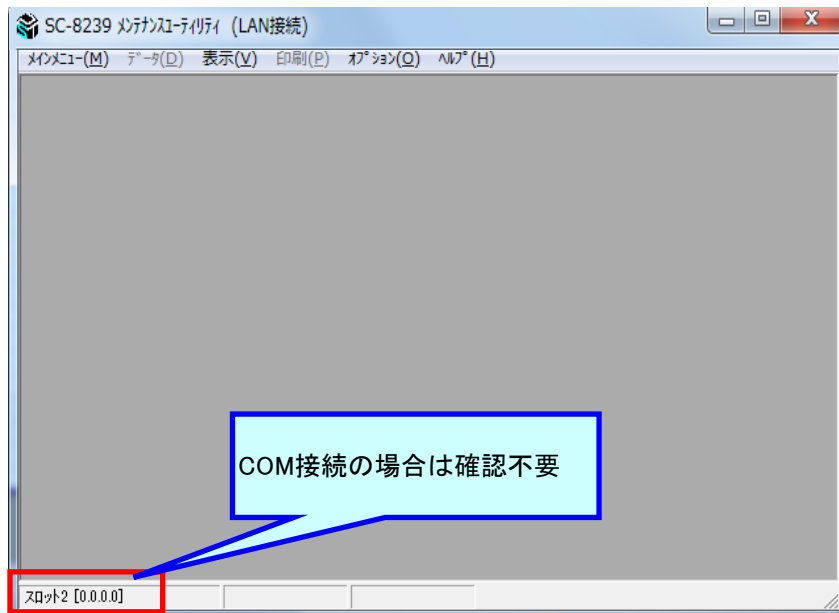 SC-8239 ﾒﾝﾃﾅﾝｽﾕｰﾃｨﾘﾃｨ (LAN接続)
ﾒｲﾝﾒﾆｭｰ(M) ﾃﾞｰﾀ(D) 表示(V) 印刷(P) ｵﾌﾟｼｮﾝ(O) ﾍﾙﾌﾟ(H)
COM接続の場合は確認不要
ｽﾛｯﾄ2 [0.0.0.0]